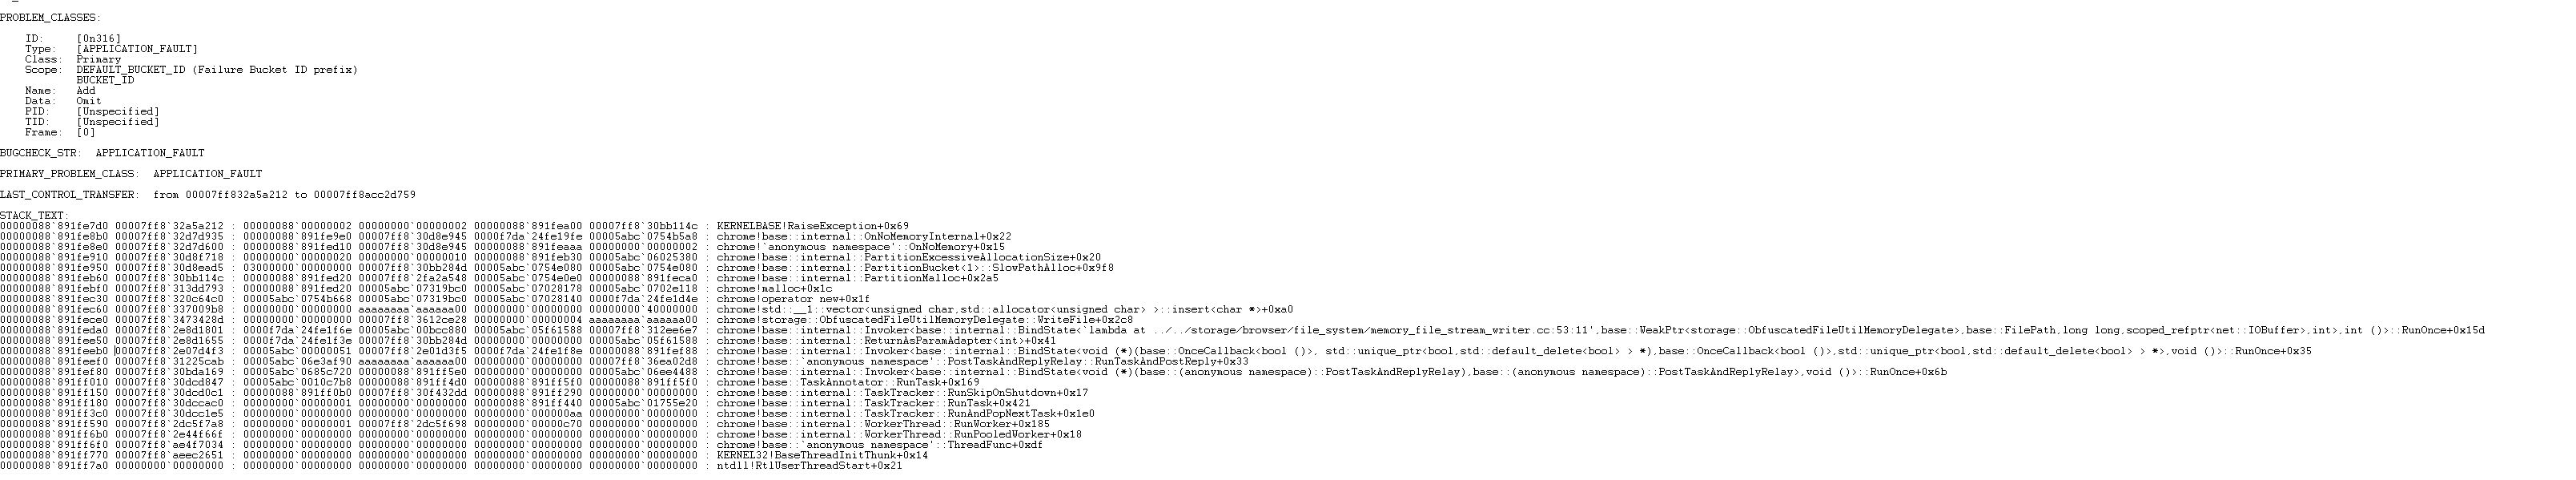 PROBLEM_CLASSES:
ID:     [0n316]
Type:   [APPLICATION_FAULT]
Class:  Primary
Scope:  DEFAULT_BUCKET_ID (Failure Bucket ID prefix)
BUCKET_ID
Name:   Add
Data:   Omit
PID:    [Unspecified]
TID:    [Unspecified]
Frame:  [0]
BUGCHECK_STR:  APPLICATION_FAULT
PRIMARY_PROBLEM_CLASS:  APPLICATION_FAULT
LAST_CONTROL_TRANSFER:  from 00007ff832a5a212 to 00007ff8acc2d759
STACK_TEXT:
00000088`891fe7d0 00007ff8`32a5a212 : 00000088`00000002 00000000`00000002 00000088`891fea00 00007ff8`30bb114c : KERNELBASE!RaiseException+0x69
00000088`891fe8b0 00007ff8`32d7d935 : 00000088`891fe9e0 00007ff8`30d8e945 0000f7da`24fe19fe 00005abc`0754b5a8 : chrome!base::internal::OnNoMemoryInternal+0x22
00000088`891fe8e0 00007ff8`32d7d600 : 00000088`891fed10 00007ff8`30d8e945 00000088`891feaaa 00000000`00000002 : chrome!`anonymous namespace'::OnNoMemory+0x15
00000088`891fe910 00007ff8`30d8f718 : 00000020`00000000 00000000`00000010 00000088`891feb30 00005abc`06025380 : chrome!base::internal::PartitionExcessiveAllocationSize+0x20
00000088`891fe950 00007ff8`30d8ead5 : 03000000`00000000 00007ff8`30bb284d 00005abc`0754e080 00005abc`0754e080 : chrome!base::internal::PartitionBucket<1>::SlowPathAlloc+0x9f8
00000088`891feb60 00007ff8`30bb114c : 00000088`891fed20 00007ff8`2fa2a548 00005abc`0754e0e0 00000088`891feca0 : chrome!base::internal::PartitionMalloc+0x2a5
00000088`891febf0 00007ff8`313dd793 : 00000088`891fed20 00005abc`07319bc0 00005abc`07028178 00005abc`0702e118 : chrome!malloc+0x1c
00000088`891fec30 00007ff8`320c64c0 : 00005abc`0754b668 00005abc`07319bc0 00005abc`07028140 0000f7da`24fe1d4e : chrome!operator new+0x1f
00000088`891fec60 00007ff8`337009b8 : 00000000`00000000 aaaaaaaa`aaaaaa00 00000000`00000000 00000000`40000000 : chrome!std::__1::vector<unsigned char,std::allocator<unsigned char> >::insert<char *>+0xa0
00000088`891fece0 00007ff8`3473428d : 00000000`00000000 00007ff8`3612ce28 00000000`00000004 aaaaaaaa`aaaaaa00 : chrome!storage::ObfuscatedFileUtilMemoryDelegate::WriteFile+0x2c8
00000088`891feda0 00007ff8`2e8d1801 : 0000f7da`24fe1f6e 00005abc`00bcc880 00005abc`05f61588 00007ff8`312ee6e7 : chrome!base::internal::Invoker<base::internal::BindState<`lambda at ../../storage/browser/file_system/memory_file_stream_writer.cc:53:11',base::WeakPtr<storage::ObfuscatedFileUtilMemoryDelegate>,base::FilePath,long long,scoped_refptr<net::IOBuffer>,int>,int ()>::RunOnce+0x15d
00000088`891fee50 00007ff8`2e8d1655 : 0000f7da`24fe1f3e 00007ff8`30bb284d 00000000`00000000 00005abc`05f61588 : chrome!base::internal::ReturnAsParamAdapter<int>+0x41
00000088`891feeb0 00007ff8`2e07d4f3 : 00005abc`00000051 00007ff8`2e01d3f5 0000f7da`24fe1f8e 00000088`891fef88 : chrome!base::internal::Invoker<base::internal::BindState<void (*)(base::OnceCallback<bool ()>, std::unique_ptr<bool,std::default_delete<bool> > *),base::OnceCallback<bool ()>,std::unique_ptr<bool,std::default_delete<bool> > *>,void ()>::RunOnce+0x35
00000088`891feef0 00007ff8`31225cab : 00005abc`06e3af90 aaaaaaaa`aaaaaa00 00000000`00000000 00007ff8`36ea02d8 : chrome!base::`anonymous namespace'::PostTaskAndReplyRelay::RunTaskAndPostReply+0x33
00000088`891fef80 00007ff8`30bda169 : 00005abc`0685c720 00000088`891ff5e0 00000000`00000000 00005abc`06ee4488 : chrome!base::internal::Invoker<base::internal::BindState<void (*)(base::(anonymous namespace)::PostTaskAndReplyRelay),base::(anonymous namespace)::PostTaskAndReplyRelay>,void ()>::RunOnce+0x6b
00000088`891ff010 00007ff8`30dcd847 : 00005abc`0010c7b8 00000088`891ff4d0 00000088`891ff5f0 00000088`891ff5f0 : chrome!base::TaskAnnotator::RunTask+0x169
00000088`891ff150 00007ff8`30dcd0c1 : 00000088`891ff0b0 00007ff8`30f432dd 00000088`891ff290 00000000`00000000 : chrome!base::internal::TaskTracker::RunSkipOnShutdown+0x17
00000088`891ff180 00007ff8`30dccac0 : 00000000`00000001 00000000`00000000 00000088`891ff440 00005abc`01755e20 : chrome!base::internal::TaskTracker::RunTask+0x421
00000088`891ff3c0 00007ff8`30dcc1e5 : 00000000`00000000 00000000`00000000 00000000`000000aa 00000000`00000000 : chrome!base::internal::TaskTracker::RunAndPopNextTask+0x1e0
00000088`891ff590 00007ff8`2dc5f7a8 : 00000000`00000001 00007ff8`2dc5f698 00000000`00000c70 00000000`00000000 : chrome!base::internal::WorkerThread::RunWorker+0x185
00000088`891ff6b0 00007ff8`2e44f66f : 00000000`00000000 00000000`00000000 00000000`00000000 00000000`00000000 : chrome!base::internal::WorkerThread::RunPooledWorker+0x18
00000088`891ff6f0 00007ff8`ae4f7034 : 00000000`00000000 00000000`00000000 00000000`00000000 00000000`00000000 : chrome!base::`anonymous namespace'::ThreadFunc+0xdf
00000088`891ff770 00007ff8`aeec2651 : 00000000`00000000 00000000`00000000 00000000`00000000 00000000`00000000 : KERNEL32!BaseThreadInitThunk+0x14
00000088`891ff7a0 00000000`00000000 : 00000000`00000000 00000000`00000000 00000000`00000000 00000000`00000000 : ntdll!RtlUserThreadStart+0x21